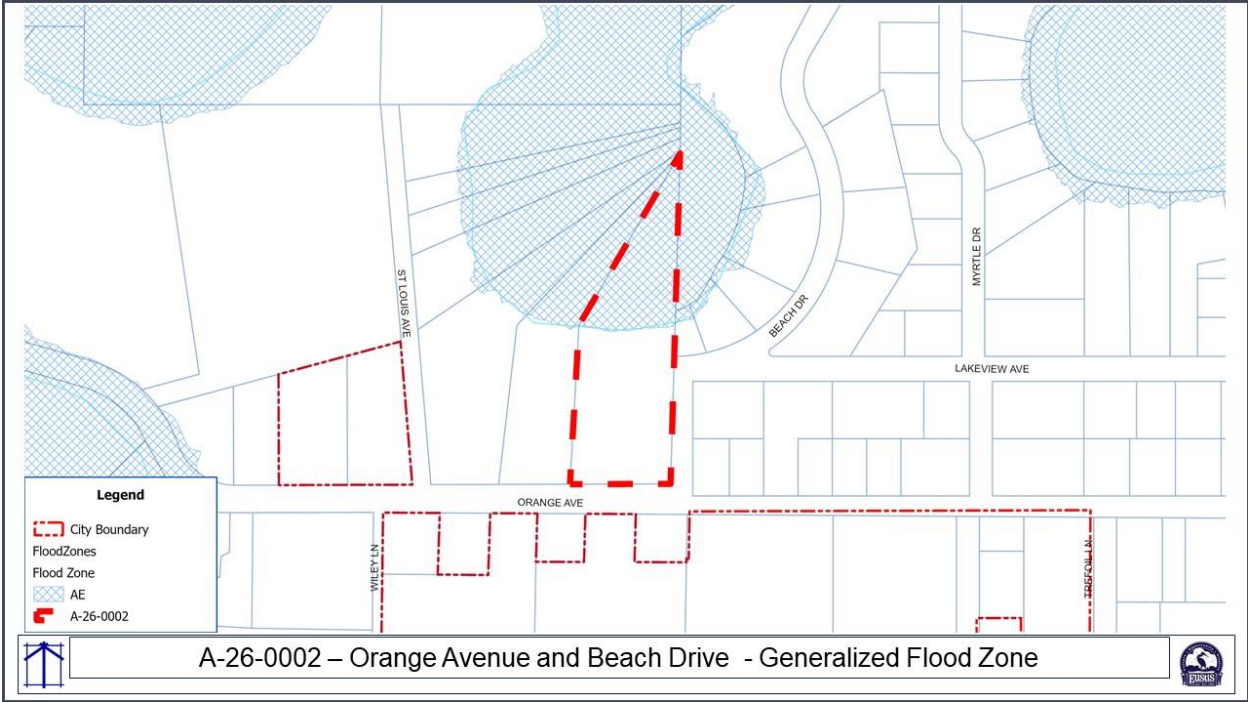 ST LOUIS AVE
BEACH DR
MYRTLE DR
LAKEVIEW AVE
ORANGE AVE
WILEY LN
TREFOIL LN
Legend
City Boundary
FloodZones
Flood Zone
AE
A-26-0002
A-26-0002 – Orange Avenue and Beach Drive - Generalized Flood Zone